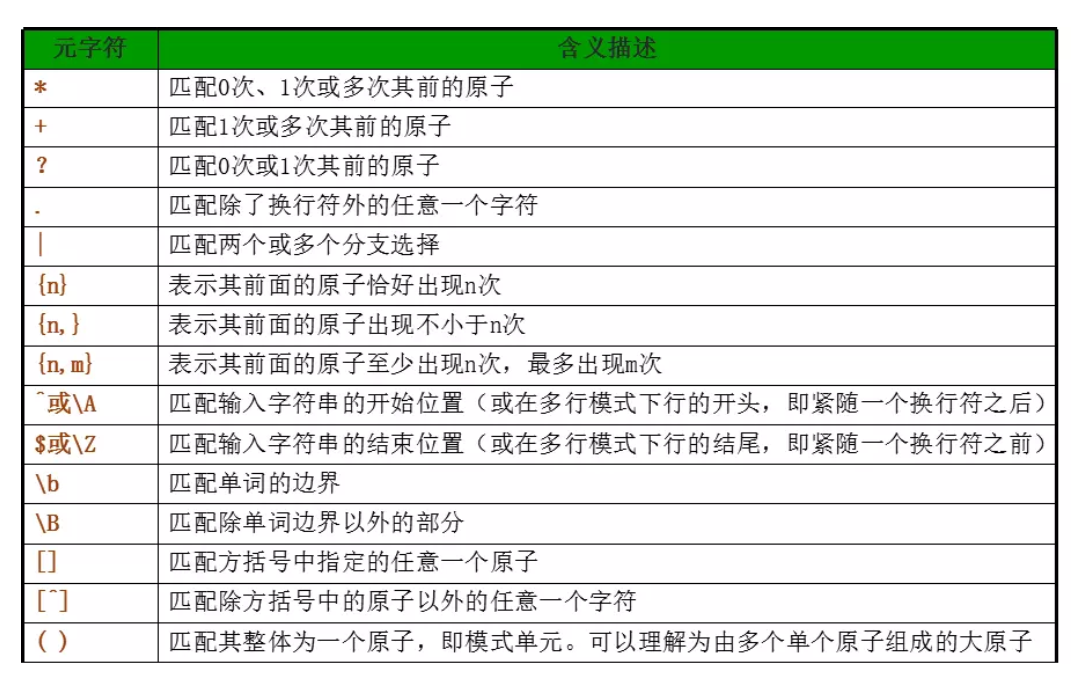 元字符 含义描述
* 匹配0次、1次或多次其前的原子
+ 匹配1次或多次其前的原子
? 匹配0次或1次其前的原子
. 匹配除了换行符外的任意一个字符
| 匹配两个或多个分支选择
{n} 表示其前面的原子恰好出现n次
{n,} 表示其前面的原子出现不小于n次
{n,m} 表示其前面的原子至少出现n次，最多出现m次
^或\A 匹配输入字符串的开始位置（或在多行模式下行的开头，即紧随一个换行符之后）
$或\Z 匹配输入字符串的结束位置（或在多行模式下行的结尾，即紧随一个换行符之前）
\b 匹配单词的边界
\B 匹配除单词边界以外的部分
[] 匹配方括号中指定的任意一个原子
[^] 匹配除方括号中的原子以外的任意一个字符
() 匹配其整体为一个原子，即模式单元。可以理解为由多个单个原子组成的大原子